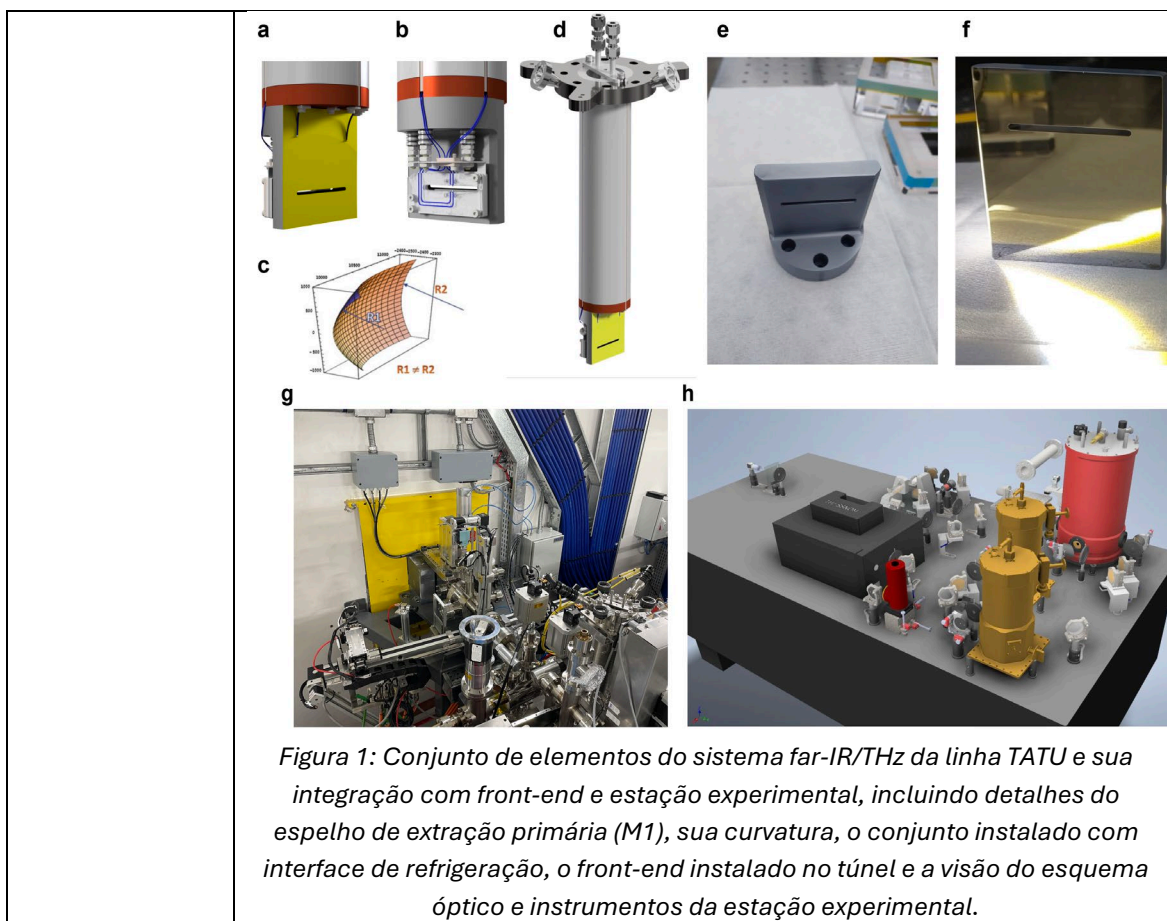 a
b
d
e
f
c
R2
R1 ≠ R2
g
h
Figura 1: Conjunto de elementos do sistema far-IR/THz da linha TATU e sua
integração com front-end e estação experimental, incluindo detalhes do
espelho de extração primária (M1), sua curvatura, o conjunto instalado com
interface de refrigeração, o front-end instalado no túnel e a visão do esquema
óptico e instrumentos da estação experimental.